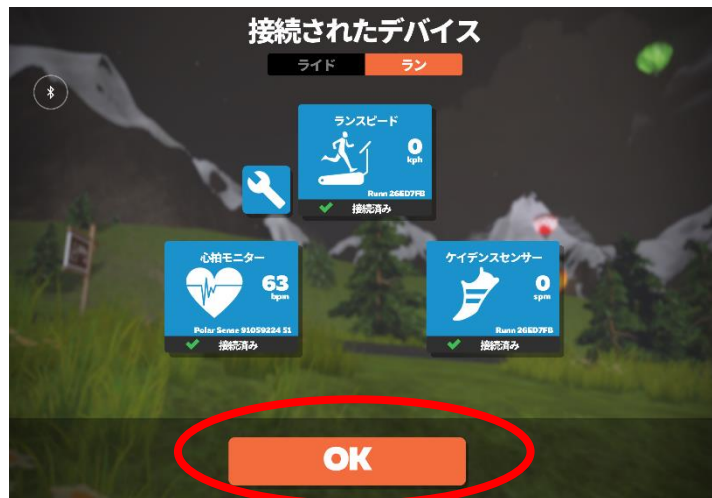 接続されたデバイス
ライド ラン
ランスピード
0
kph
Runn 26ED7FB
接続済み
心拍モニター
63
bpm
Polar Sense 91059224 S1
接続済み
ケイデンスセンサー
0
spm
Runn 26ED7FB
接続済み
OK